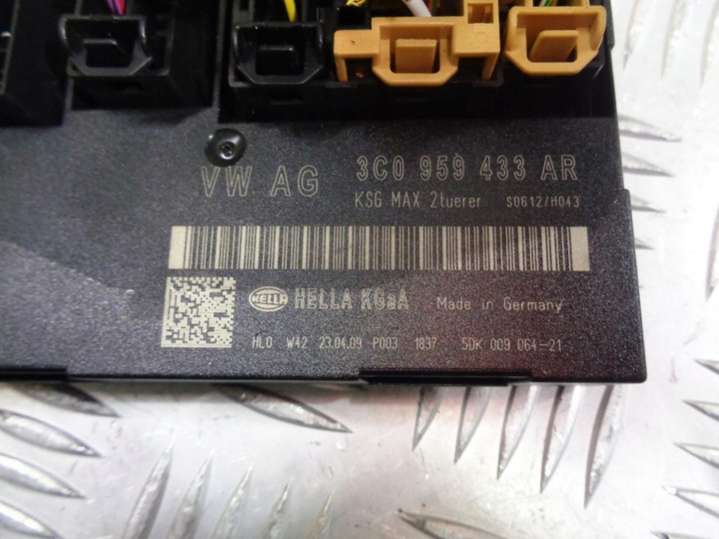 VW AG 3C0 959 433 AR
KSG MAX 2tuerer S0612/H043
HELLA HELLA KGaA Made in Germany
HLO W42 23.04.09 P003 1837 5DK 009 064-21